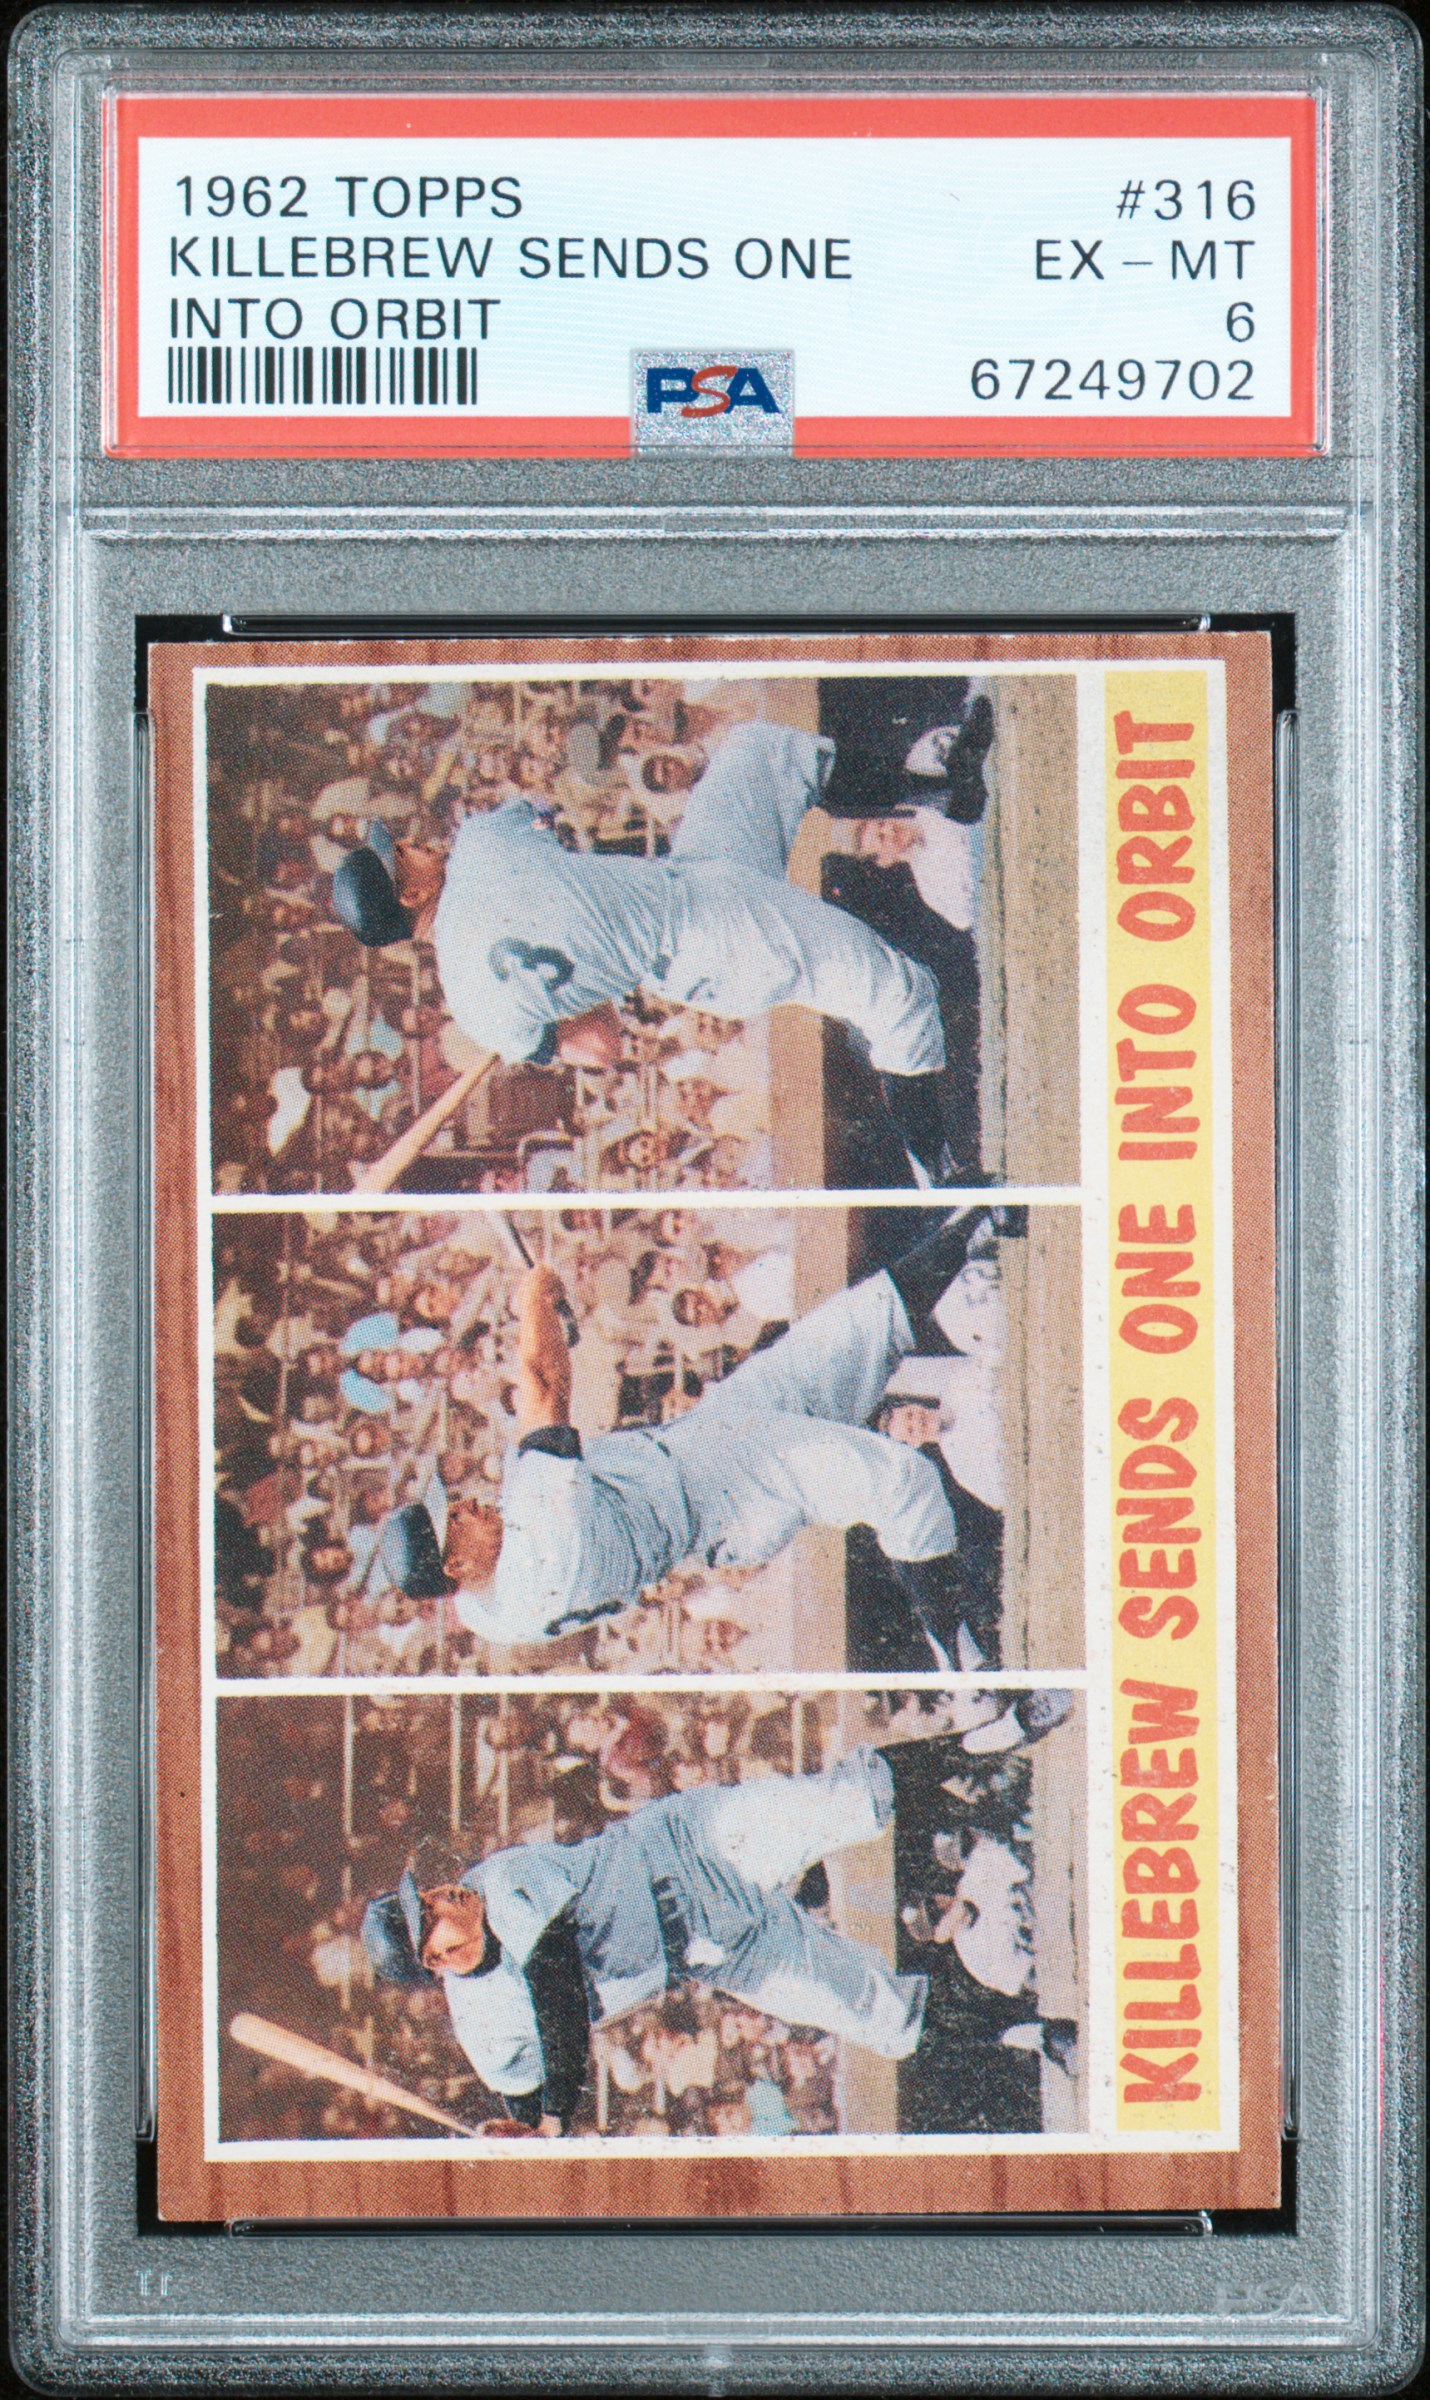 1962 TOPPS #316
KILLEBREW SENDS ONE EX - MT
INTO ORBIT 6
PSA 67249702
KILLEBREW SENDS ONE INTO ORBIT
3
PSA